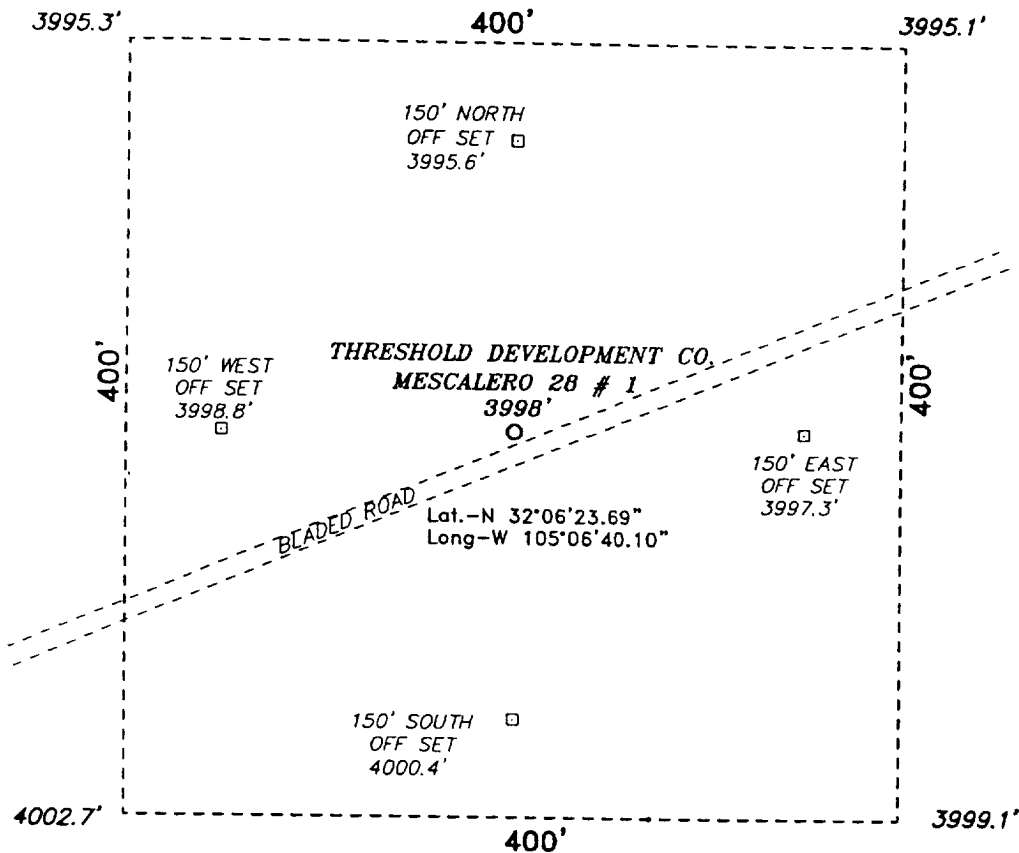 3995.3'
400'
3995.1'
150' NORTH
OFF SET
3995.6'
400'
150' WEST
OFF SET
3998.8'
THRESHOLD DEVELOPMENT CO.
MESCALERO 28 # 1
3998'
400'
150' EAST
OFF SET
3997.3'
BLADED ROAD
Lat.-N 32°06'23.69"
Long-W 105°06'40.10"
150' SOUTH
OFF SET
4000.4'
4002.7'
400'
3999.1'